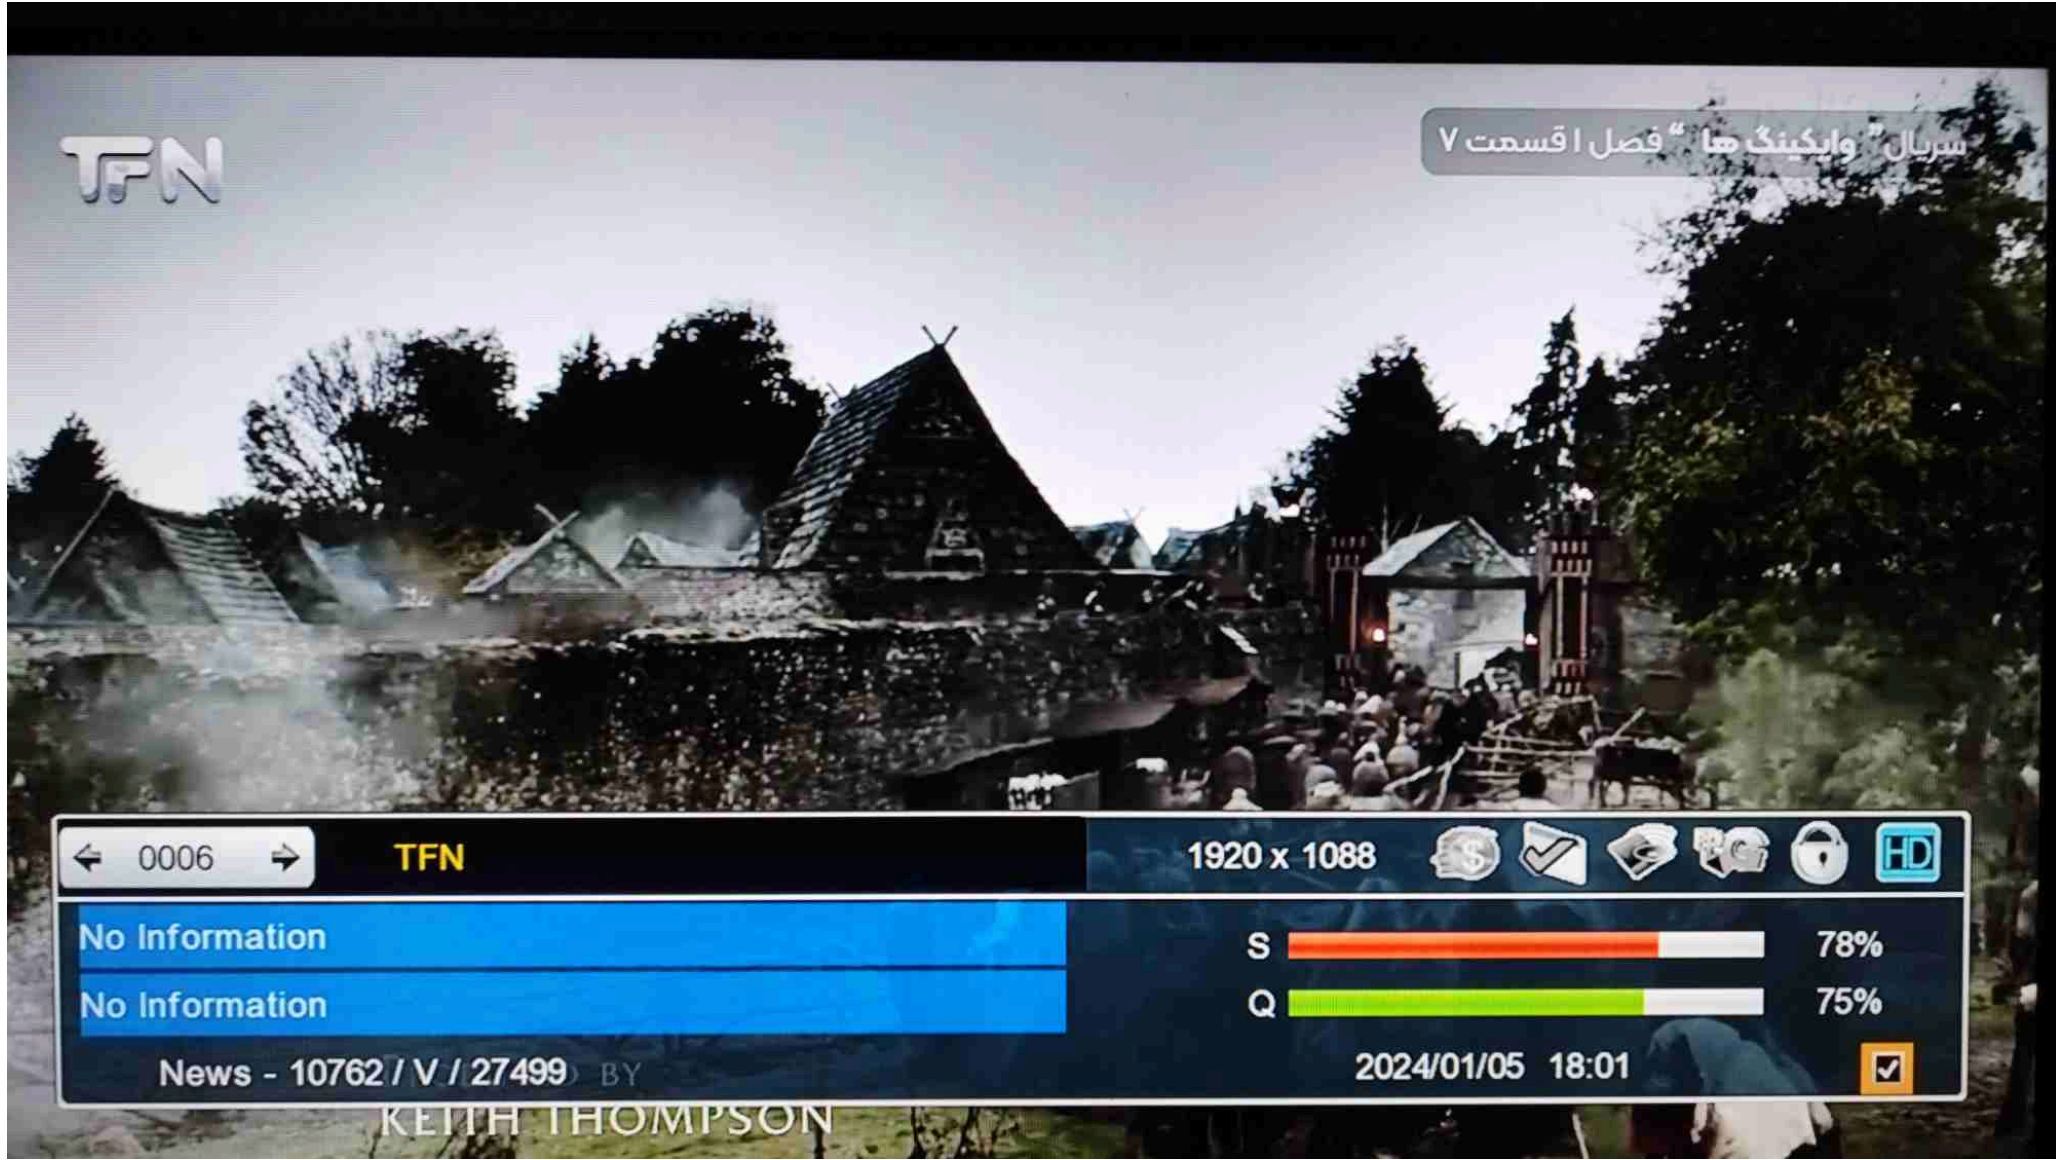 TFN
سریال" وایکینگ ها "فصل ۱ قسمت ۷
0006
TFN
1920 x 1088
HD
No Information
S 78%
No Information
Q 75%
News - 10762 / V / 27499
BY
2024/01/05 18:01
KEITH THOMPSON